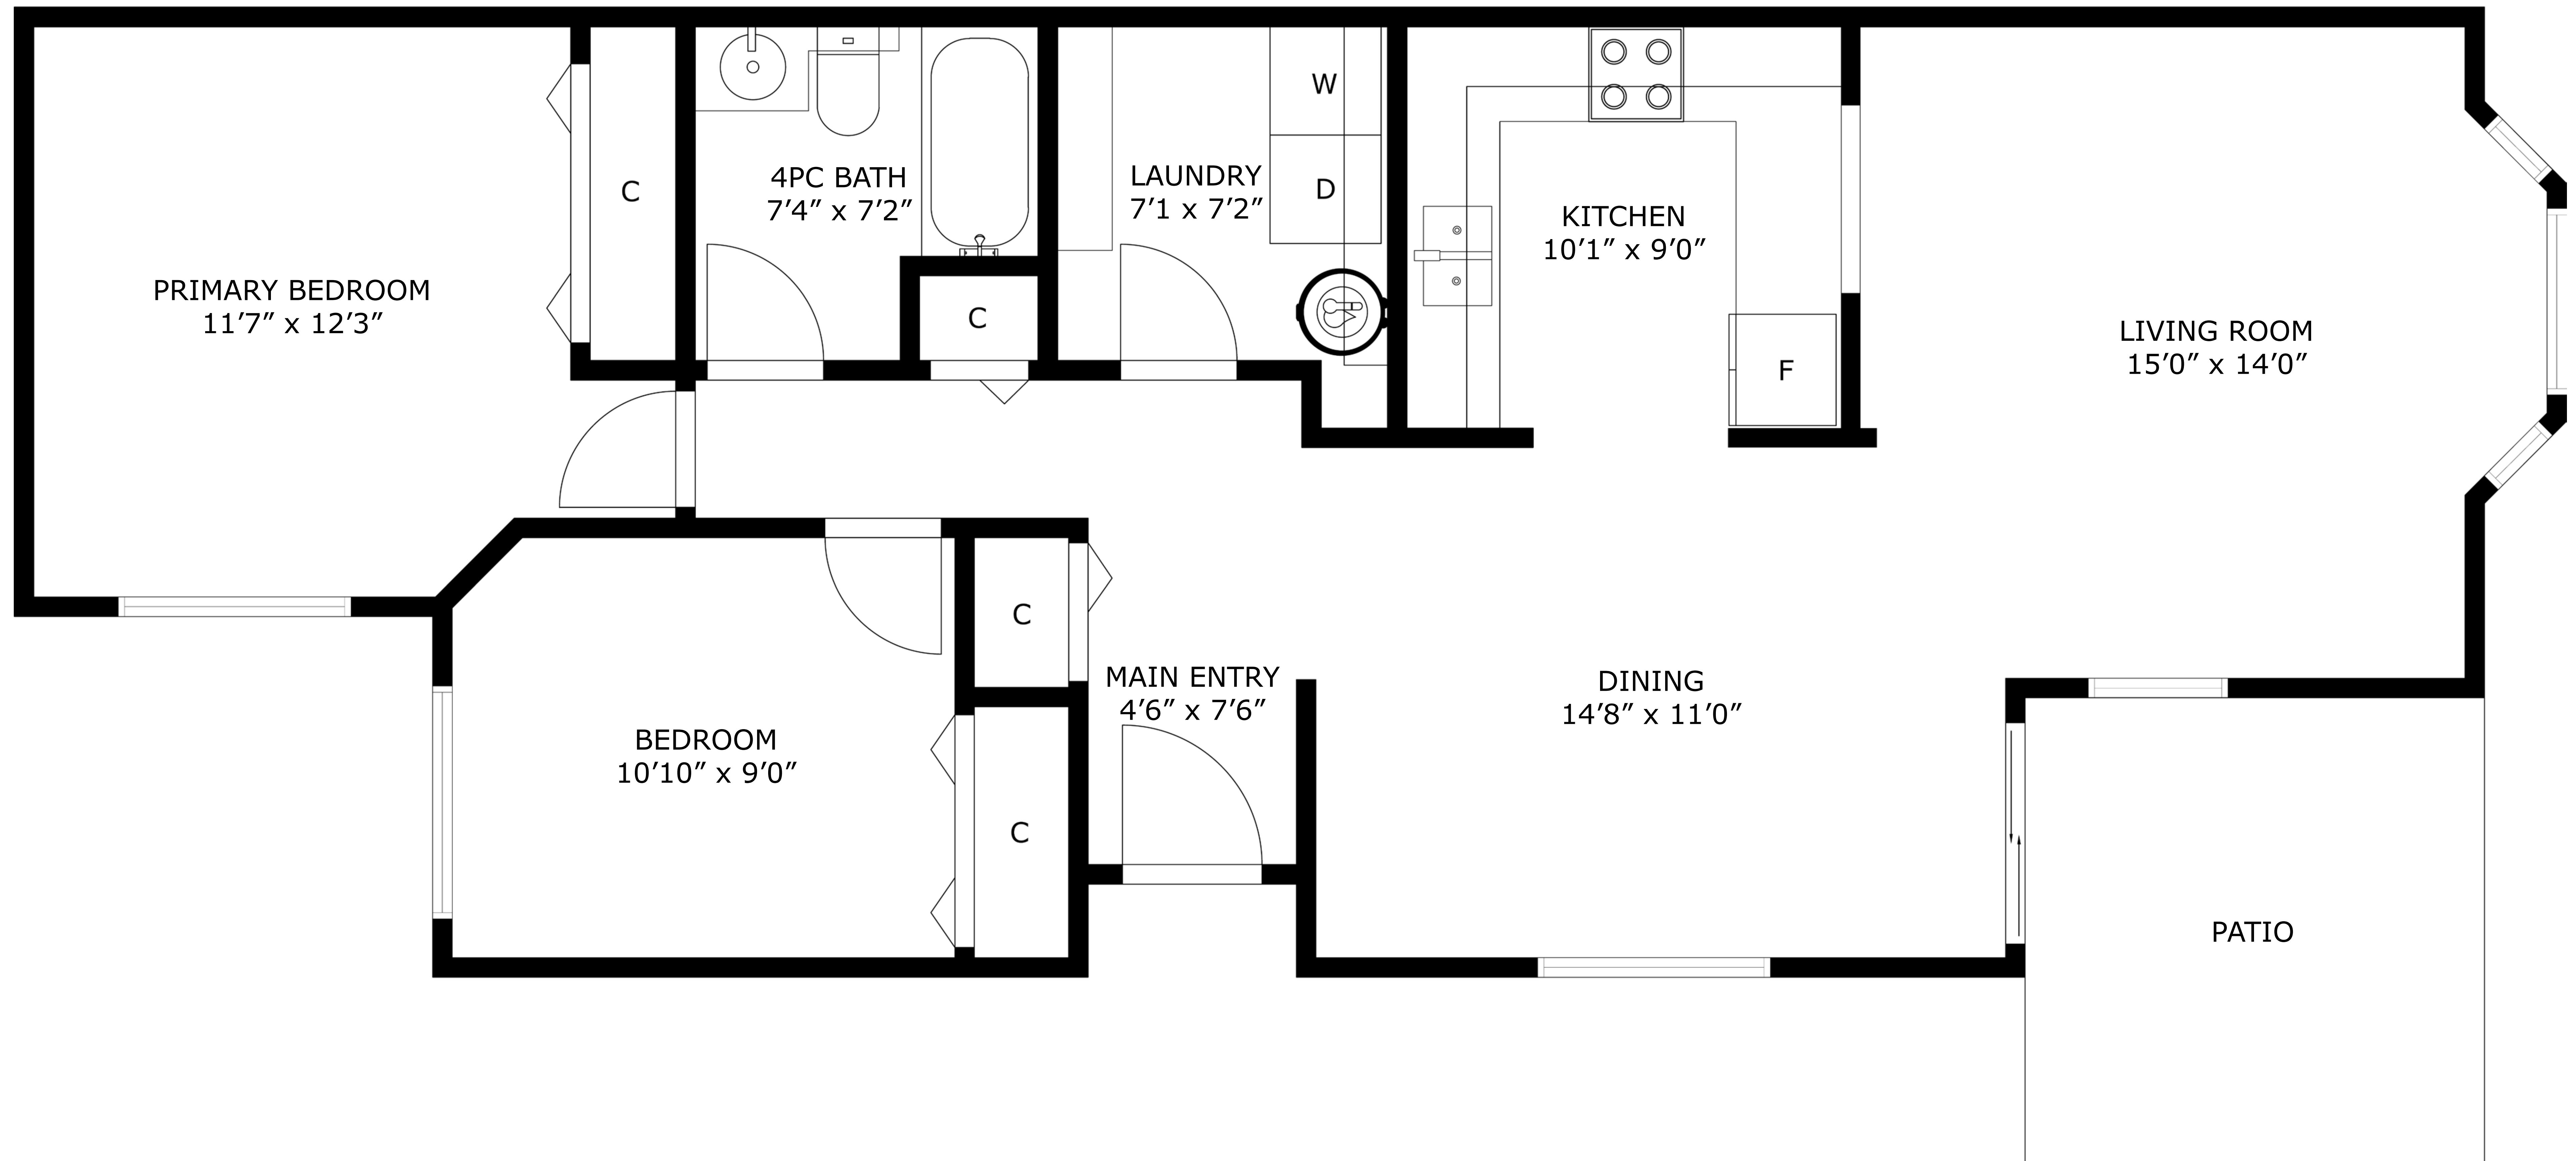 PRIMARY BEDROOM
11’7” x 12’3”
C
4PC BATH
7’4” x 7’2”
C
LAUNDRY
7’1 x 7’2”
W
D
KITCHEN
10’1” x 9’0”
F
LIVING ROOM
15’0” x 14’0”
BEDROOM
10’10” x 9’0”
C
C
MAIN ENTRY
4’6” x 7’6”
DINING
14’8” x 11’0”
PATIO